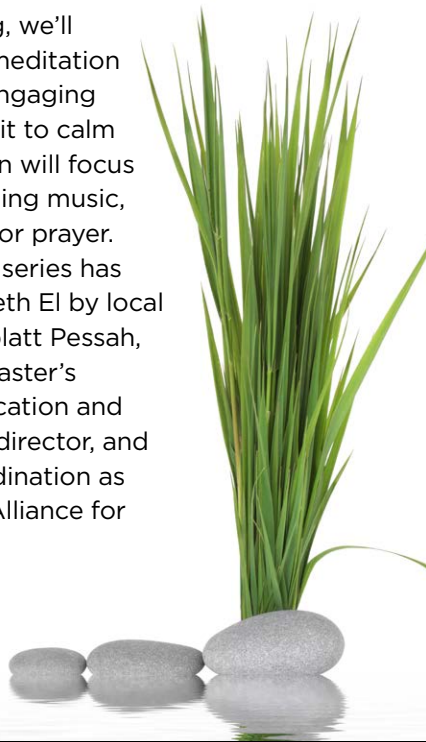 g, we’ll
meditation
ngaging
it to calm
n will focus
ing music,
or prayer.
series has
eth El by local
latt Pessah,
aster’s
cation and
director, and
dination as
Alliance for